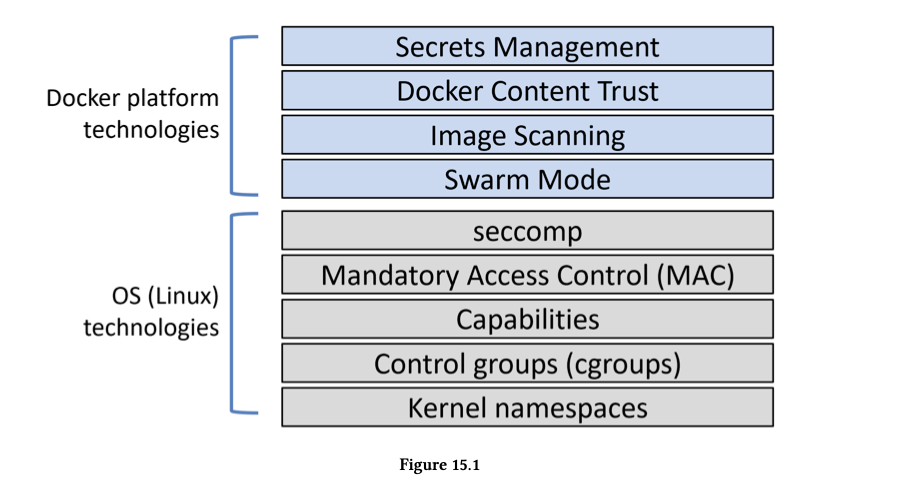 Secrets Management
Docker Content Trust
Image Scanning
Swarm Mode
Docker platform
technologies
seccomp
Mandatory Access Control (MAC)
Capabilities
Control groups (cgroups)
Kernel namespaces
OS (Linux)
technologies
Figure 15.1